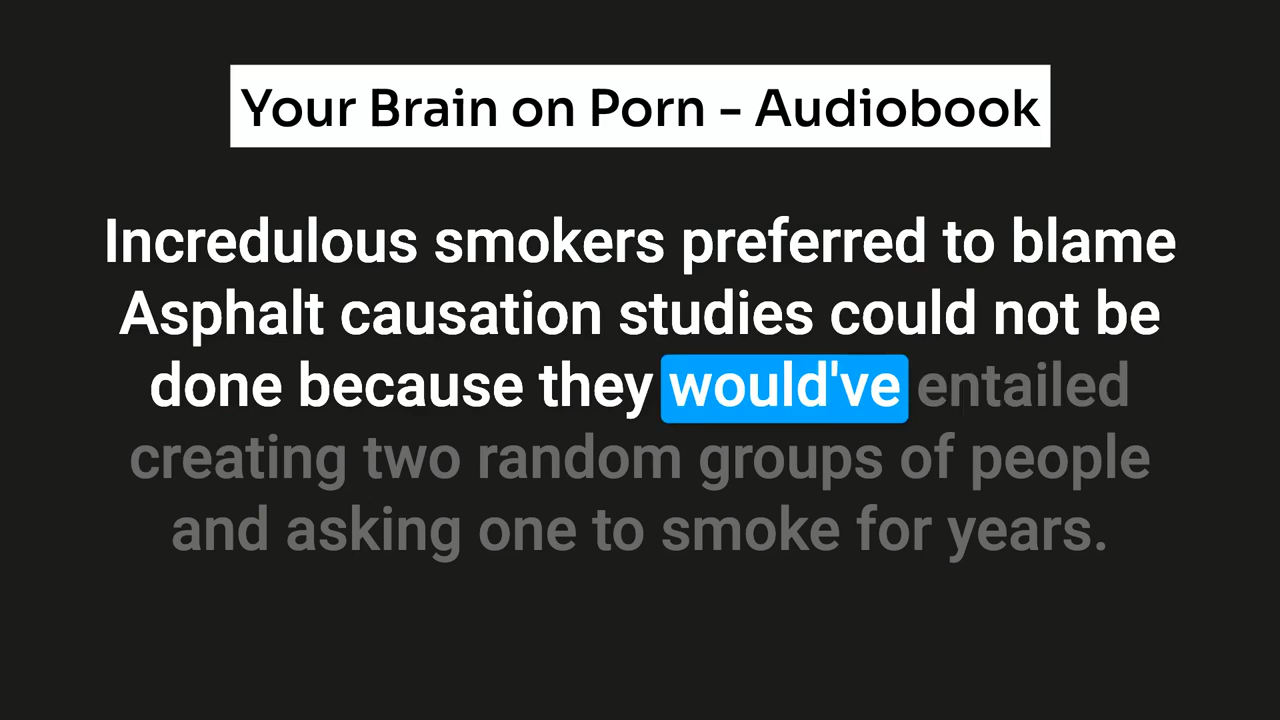 Your Brain on Porn - Audiobook
Incredulous smokers preferred to blame
Asphalt causation studies could not be
done because they would've entailed
creating two random groups of people
and asking one to smoke for years.